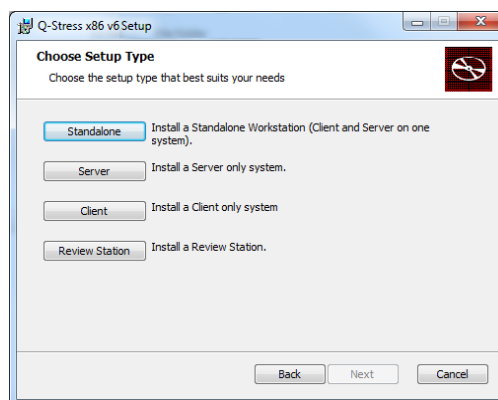 Q-Stress x86 v6 Setup
Choose Setup Type
Choose the setup type that best suits your needs
Standalone
Install a Standalone Workstation (Client and Server on one
system).
Server
Install a Server only system.
Client
Install a Client only system
Review Station
Install a Review Station.
Back
Next
Cancel